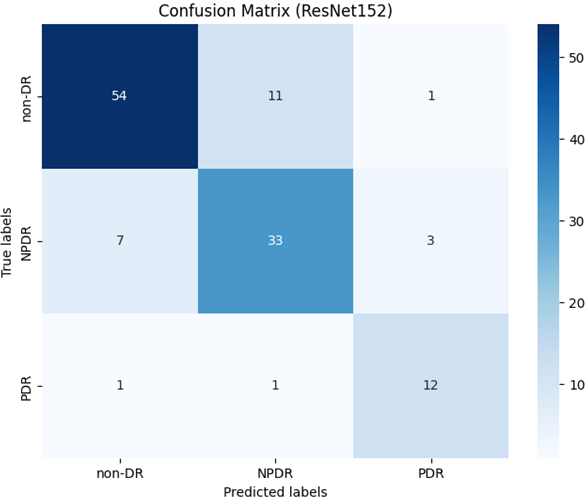 Confusion Matrix (ResNet152)
True labels
non-DR
54
11
1
NPDR
7
33
3
PDR
1
1
12
non-DR
NPDR
PDR
Predicted labels
50
40
30
20
10